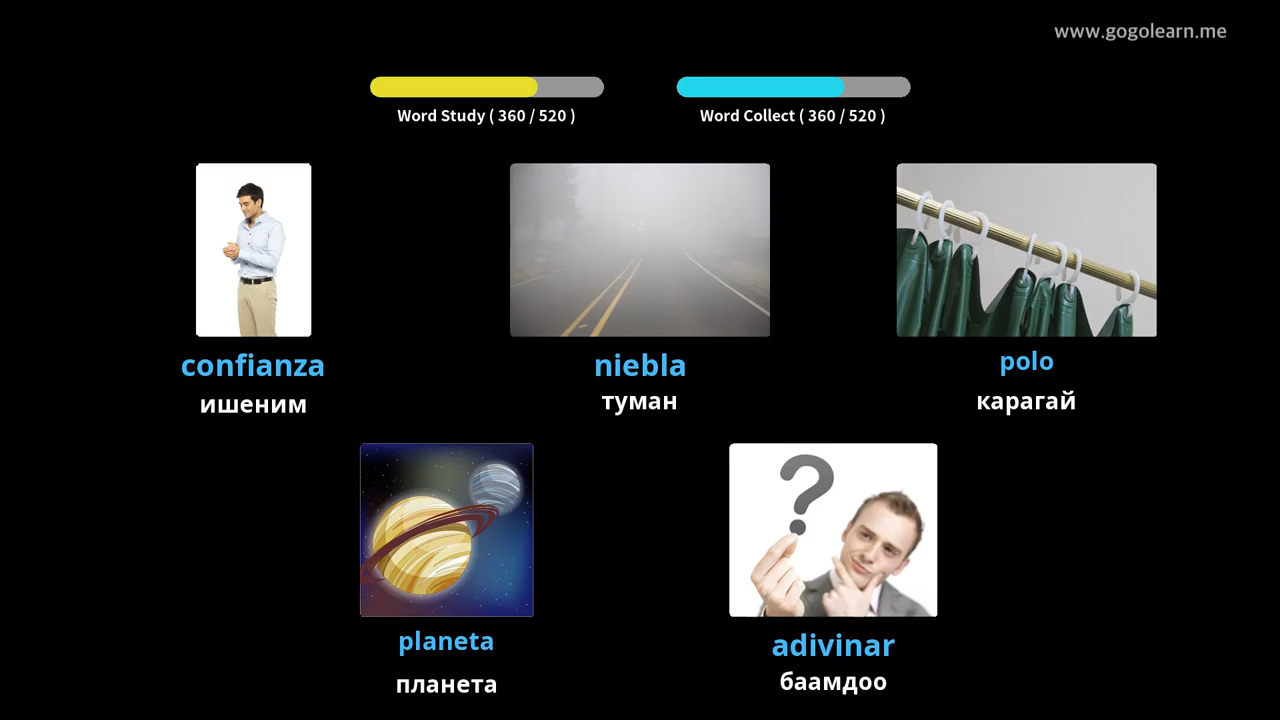 www.gogolearn.me
Word Study ( 360 / 520 )
Word Collect ( 360 / 520 )
confianza
ишеним
niebla
туман
polo
карагай
planeta
планета
adivinar
баамдоо